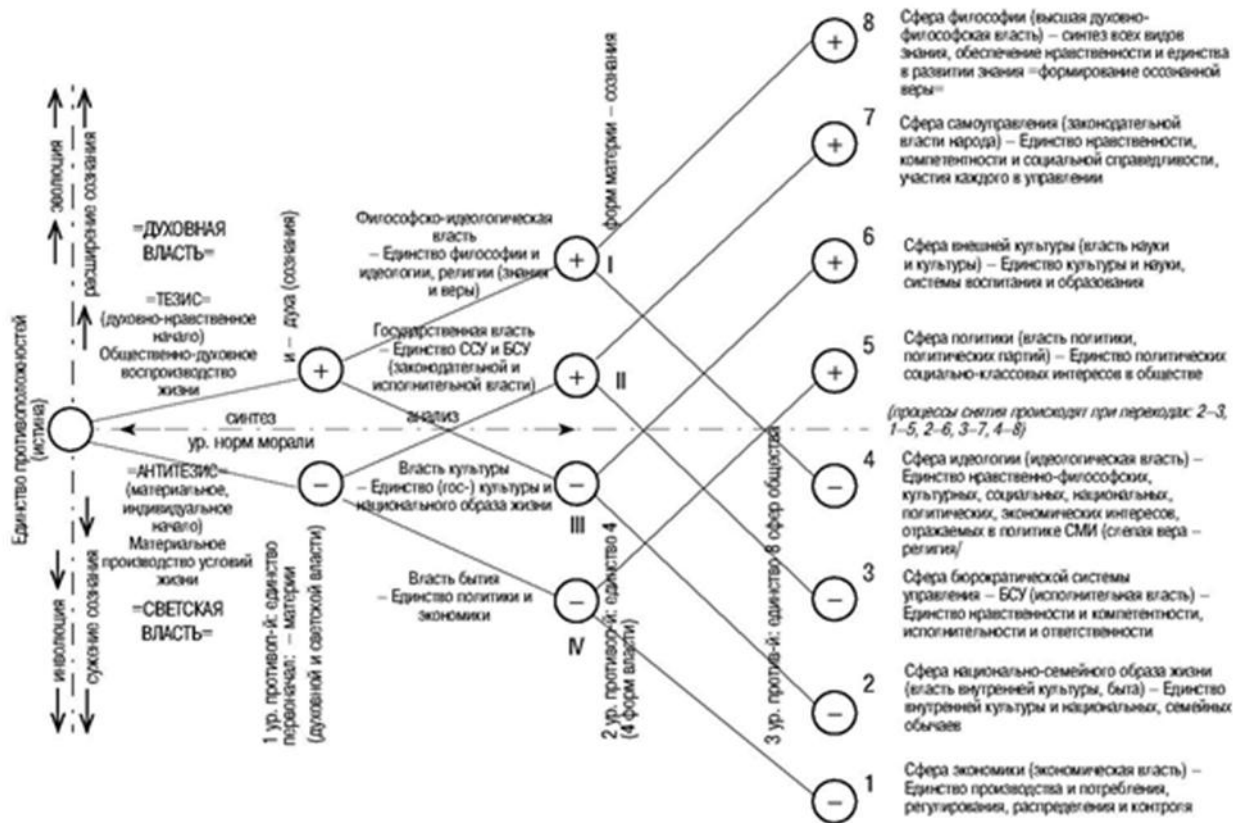 эволюция
расширение сознания
=ДУХОВНАЯ
ВЛАСТЬ=
=ТЕЗИС=
(духовно-нравственное
начало)
Общественно-духовное
воспроизводство
жизни
Единство противоположностей
(истина)
синтез
ур. норм морали
анализ
=АНТИТЕЗИС=
(материальное,
индивидуальное
начало)
Материальное
производство условий
жизни
=СВЕТСКАЯ
ВЛАСТЬ=
инволюция
сужение сознания
+
–
1 ур. противоп-й: единство
первоначал: – материи
(духовной и светской власти)
и – духа (сознания)
Философско-идеологическая
власть
– Единство философии и
идеологии, религии (знания
и веры)
+
I
Государственная власть
– Единство ССУ и БСУ
(законодательной и
исполнительной власти)
+
II
Власть культуры
– Единство (гос-) культуры и
национального образа жизни
–
III
Власть бытия
– Единство политики и
экономики
–
IV
2 ур. противоп-й: единство 4
(4 форм власти)
форм материи – сознания
3 ур. против-й: единство 8 сфер общества
+
8
Сфера философии (высшая духовно-
философская власть) – синтез всех видов
знания, обеспечение нравственности и единства
в развитии знания =формирование осознанной
веры=
+
7
Сфера самоуправления (законодательной
власти народа) – Единство нравственности,
компетентности и социальной справедливости,
участия каждого в управлении
+
6
Сфера внешней культуры (власть науки
и культуры) – Единство культуры и науки,
системы воспитания и образования
+
5
Сфера политики (власть политики,
политических партий) – Единство политических
социально-классовых интересов в обществе
(процессы снятия происходят при переходах: 2–3,
1–5, 2–6, 3–7, 4–8)
–
4
Сфера идеологии (идеологическая власть) –
Единство нравственно-философских,
культурных, социальных, национальных,
политических, экономических интересов,
отражаемых в политике СМИ (слепая вера –
религия/
–
3
Сфера бюрократической системы
управления – БСУ (исполнительная власть) –
Единство нравственности и компетентности,
исполнительности и ответственности
–
2
Сфера национально-семейного образа жизни
(власть внутренней культуры, быта) – Единство
внутренней культуры и национальных, семейных
обычаев
–
1
Сфера экономики (экономическая власть) –
Единство производства и потребления,
регулирования, распределения и контроля